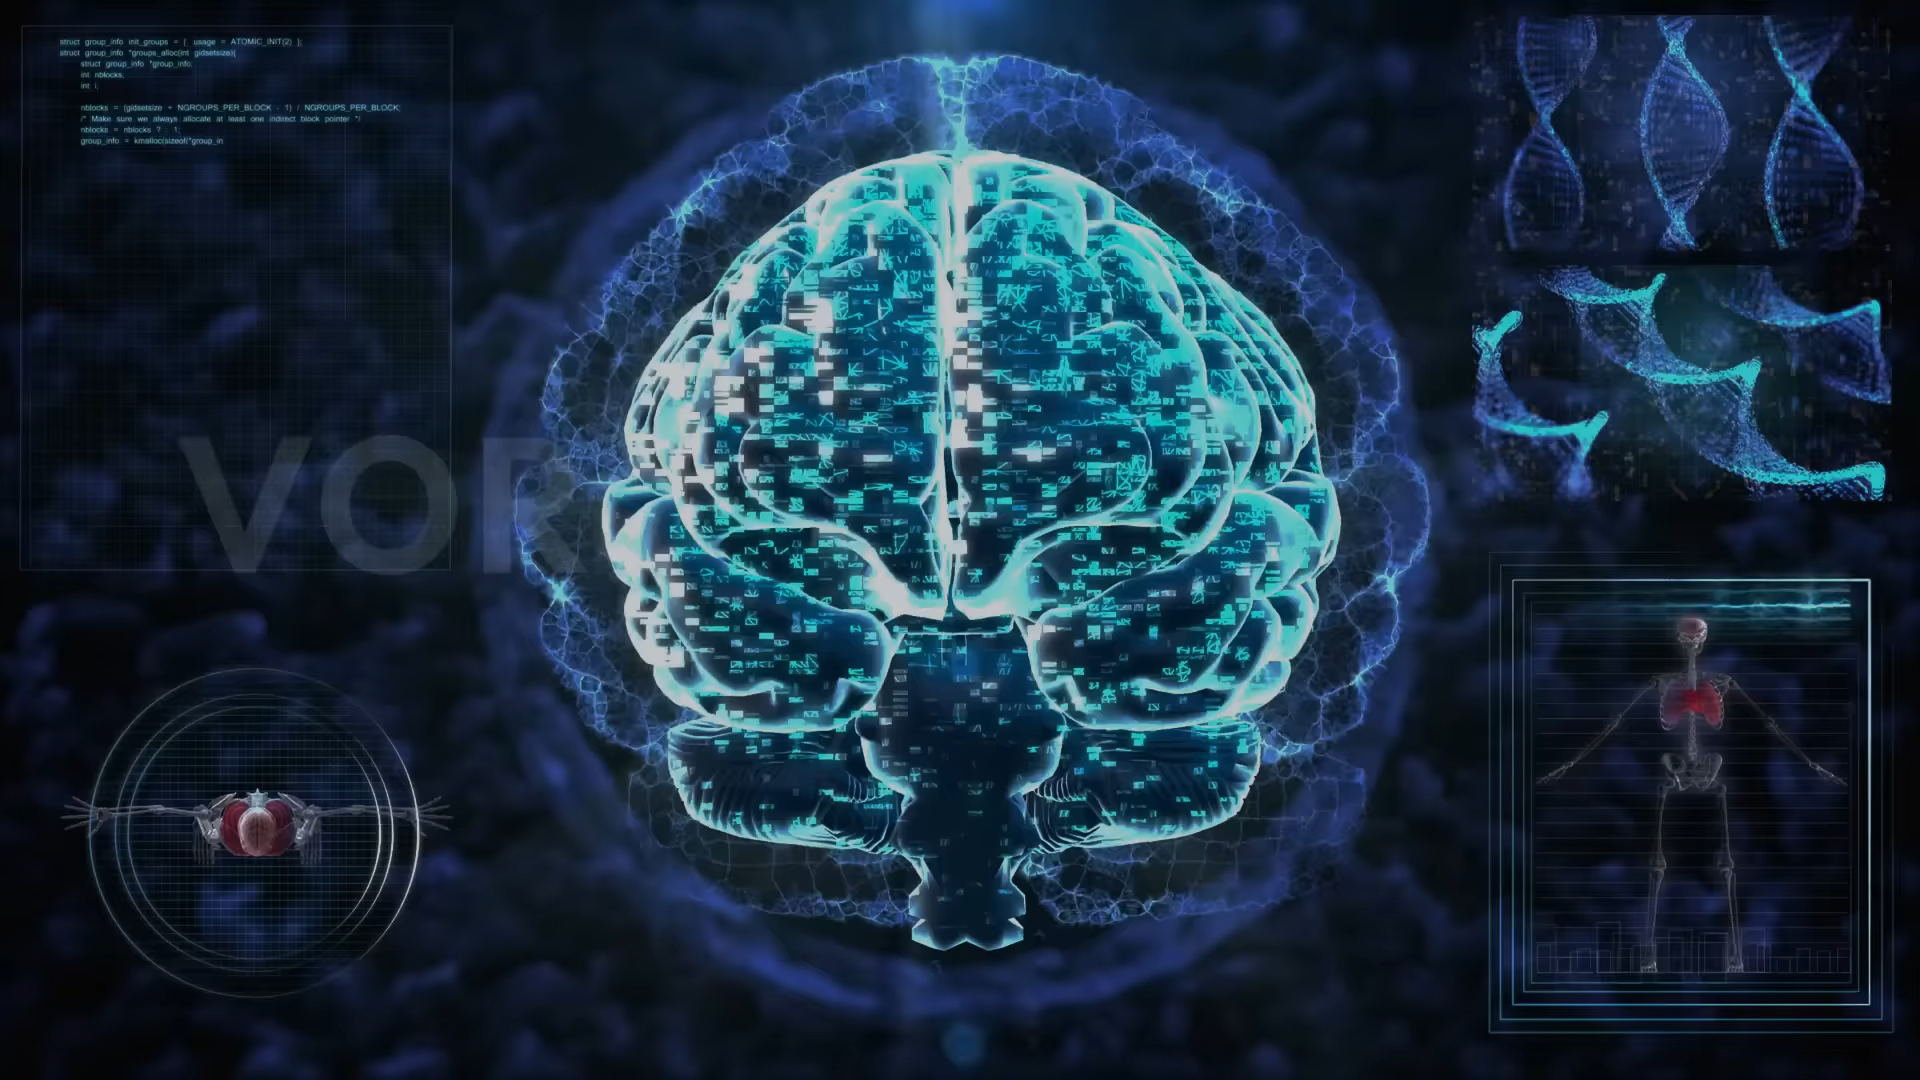 struct group_info init_groups = { .usage = ATOMIC_INIT(2) };
struct group_info *groups_alloc(int gidsetsize){
struct group_info *group_info;
int nblocks;
int i;
nblocks = (gidsetsize + NGROUPS_PER_BLOCK - 1) / NGROUPS_PER_BLOCK;
/* Make sure we always allocate at least one indirect block pointer */
nblocks = nblocks ? : 1;
group_info = kmalloc(sizeof(*group_in
VOR